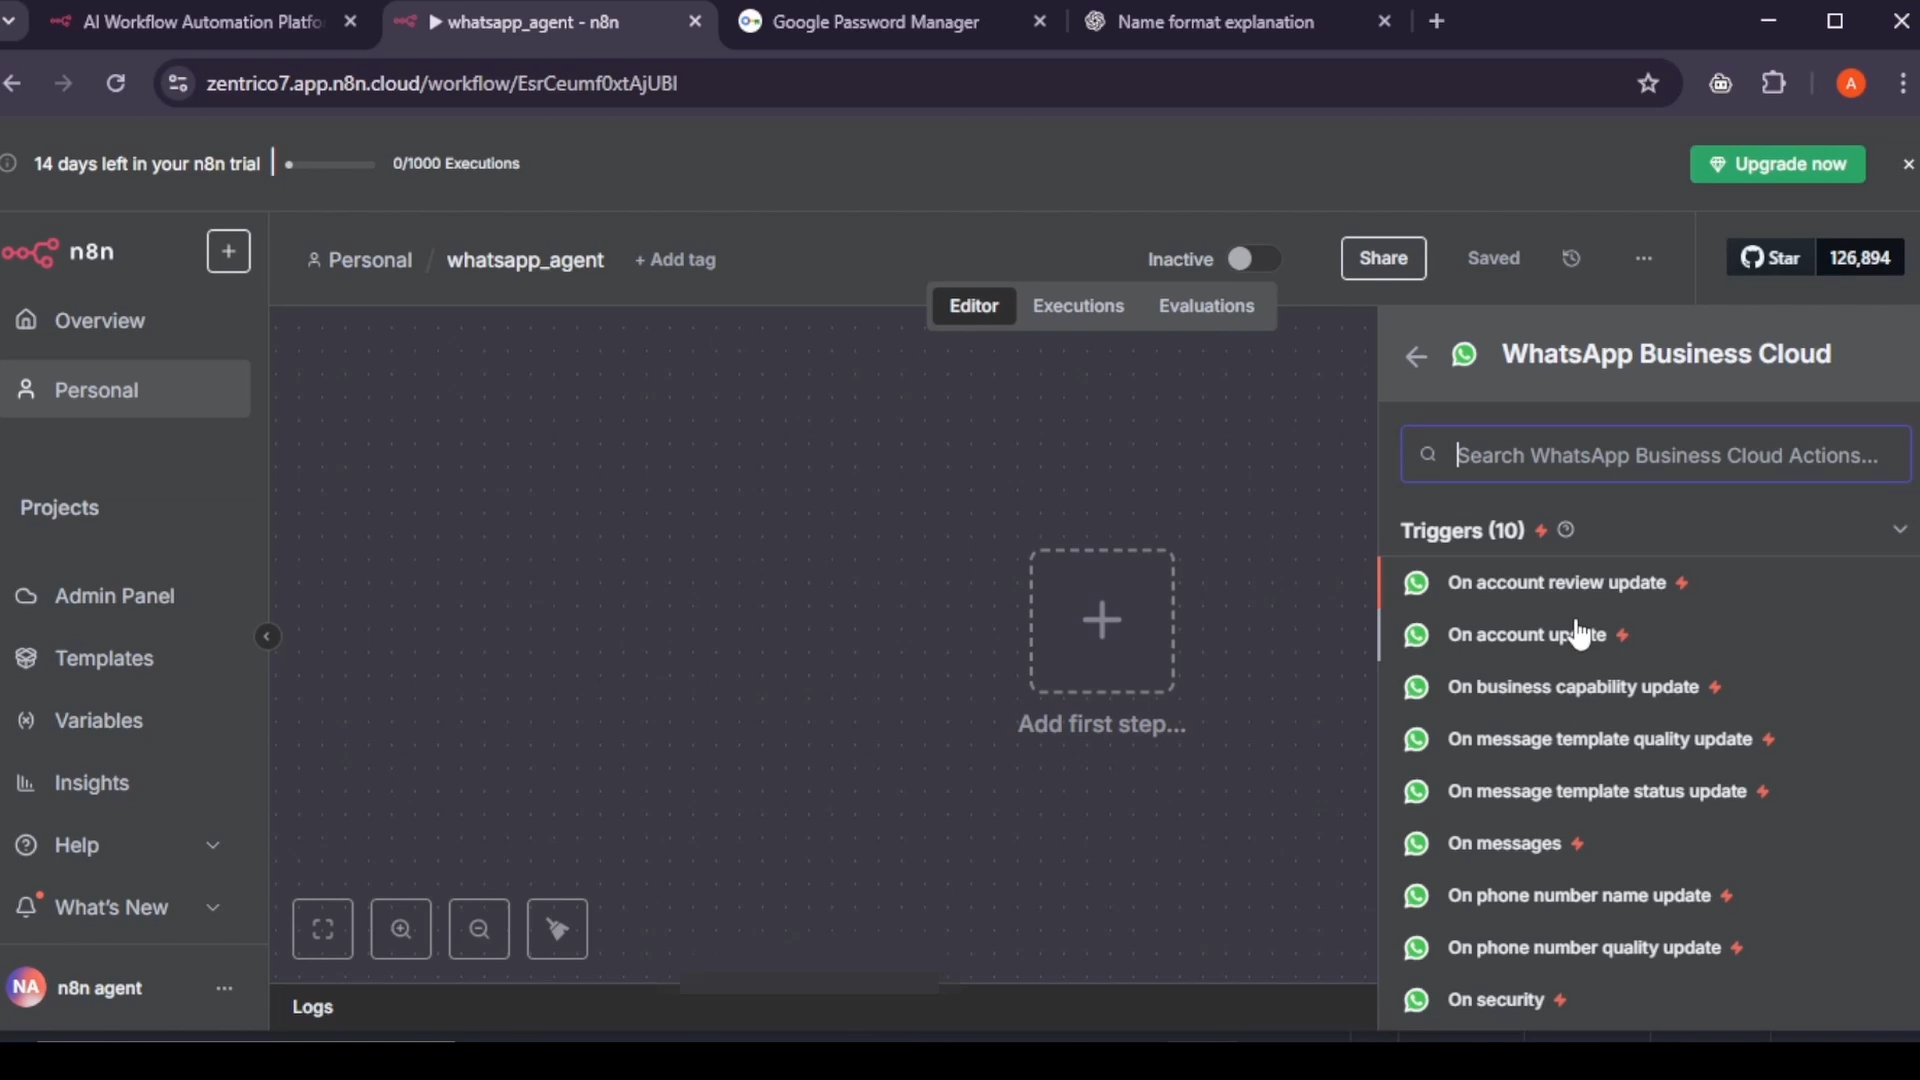 AI Workflow Automation Platfo
whatsapp_agent - n8n
Google Password Manager
Name format explanation
zentrico7.app.n8n.cloud/workflow/EsrCeumf0xtAjUBI
A
14 days left in your n8n trial
0/1000 Executions
Upgrade now
n8n
Personal / whatsapp_agent + Add tag
Inactive
Share
Saved
Star 126,894
Editor
Executions
Evaluations
Overview
Personal
Projects
Admin Panel
Templates
Variables
Insights
Help
What's New
NA n8n agent
Add first step...
Logs
WhatsApp Business Cloud
Search WhatsApp Business Cloud Actions...
Triggers (10)
On account review update
On account update
On business capability update
On message template quality update
On message template status update
On messages
On phone number name update
On phone number quality update
On security